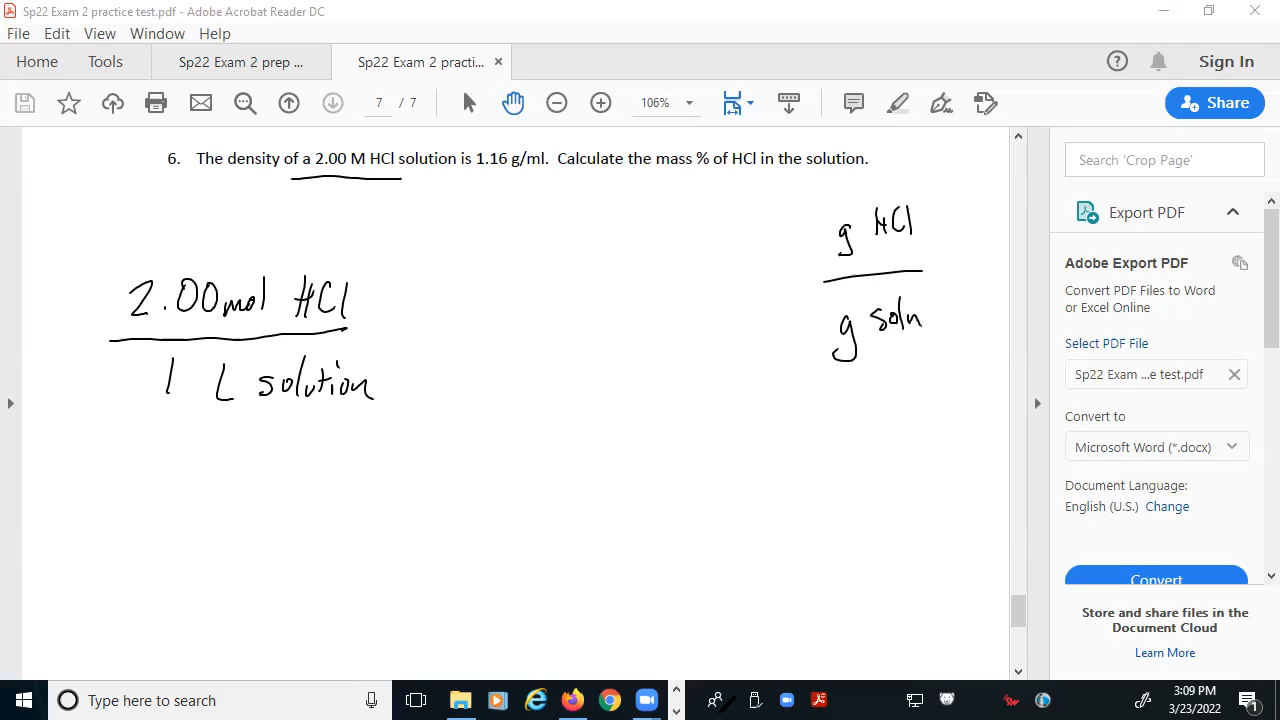 Sp22 Exam 2 practice test.pdf - Adobe Acrobat Reader DC
File Edit View Window Help
Home Tools Sp22 Exam 2 prep ... Sp22 Exam 2 practi... × Sign In
7 / 7 106% Share
6. The density of a 2.00 M HCl solution is 1.16 g/ml. Calculate the mass % of HCl in the solution.
g HCl
g soln
2.00 mol HCl
1 L solution
Search 'Crop Page'
Export PDF
Adobe Export PDF
Convert PDF Files to Word
or Excel Online
Select PDF File
Sp22 Exam ...e test.pdf
Convert to
Microsoft Word (*.docx)
Document Language:
English (U.S.) Change
Convert
Store and share files in the
Document Cloud
Learn More
Type here to search
3:09 PM
3/23/2022
1